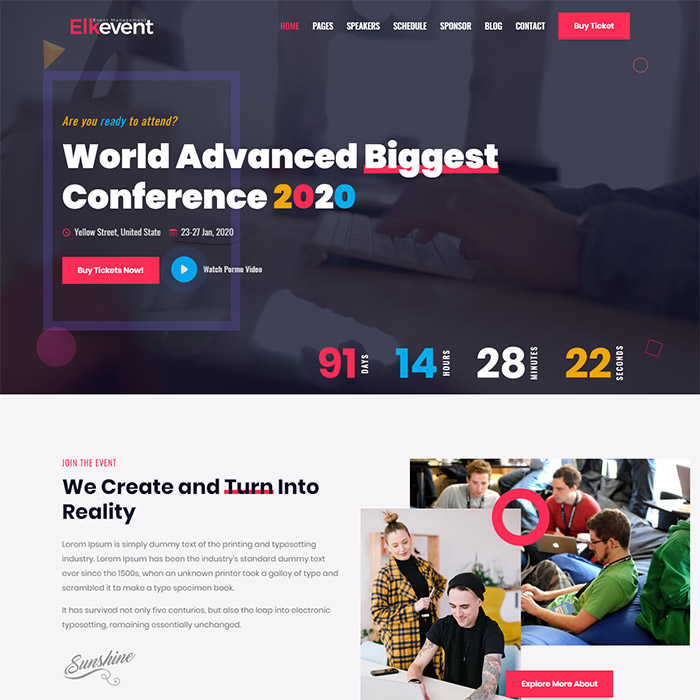 Elkevent
Event Management
HOME PAGES SPEAKERS SCHEDULE SPONSOR BLOG CONTACT Buy Ticket
Are you ready to attend?
World Advanced Biggest
Conference 2020
Yellow Street, United State 23-27 Jan, 2020
Buy Tickets Now! Watch Pormo Video
91 DAYS 14 HOURS 28 MINUTES 22 SECONDS
JOIN THE EVENT
We Create and Turn Into
Reality
Lorem Ipsum is simply dummy text of the printing and typesetting
industry. Lorem Ipsum has been the industry's standard dummy text
ever since the 1500s, when an unknown printer took a galley of type and
scrambled it to make a type specimen book.
It has survived not only five centuries, but also the leap into electronic
typesetting, remaining essentially unchanged.
Sunshine
Explore More About